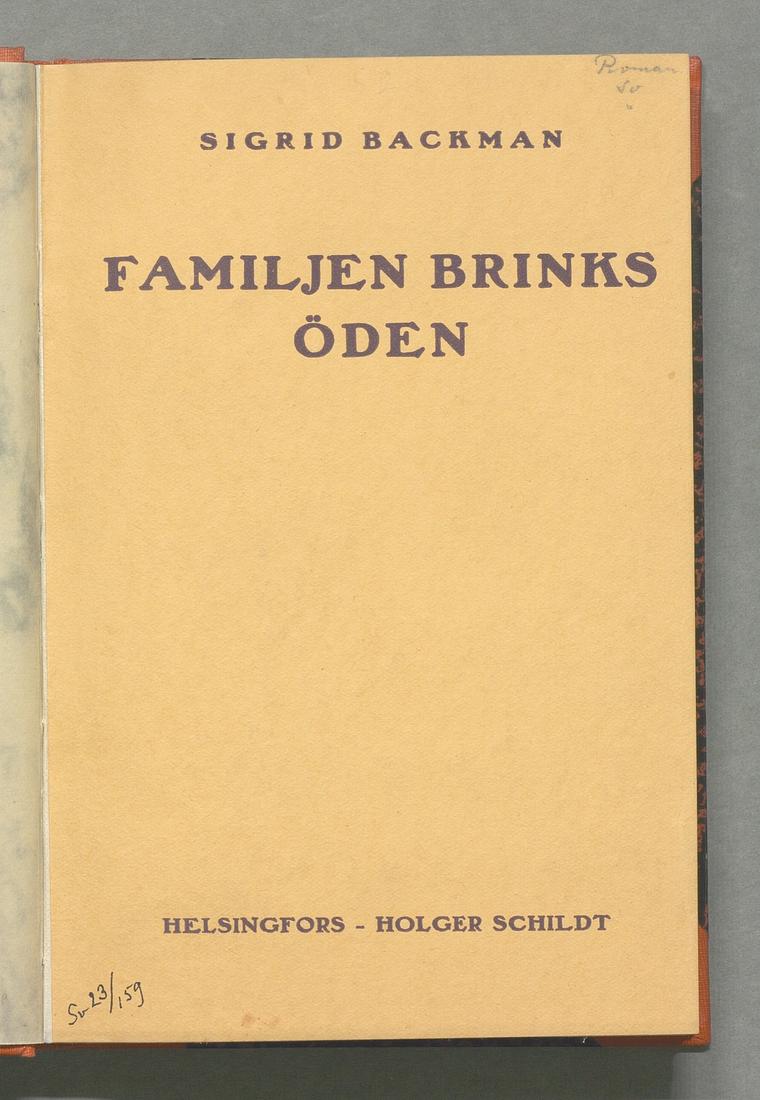 Roman
Sv
SIGRID BACKMAN
FAMILJEN BRINKS
ÖDEN
HELSINGFORS - HOLGER SCHILDT
Sv 23/159